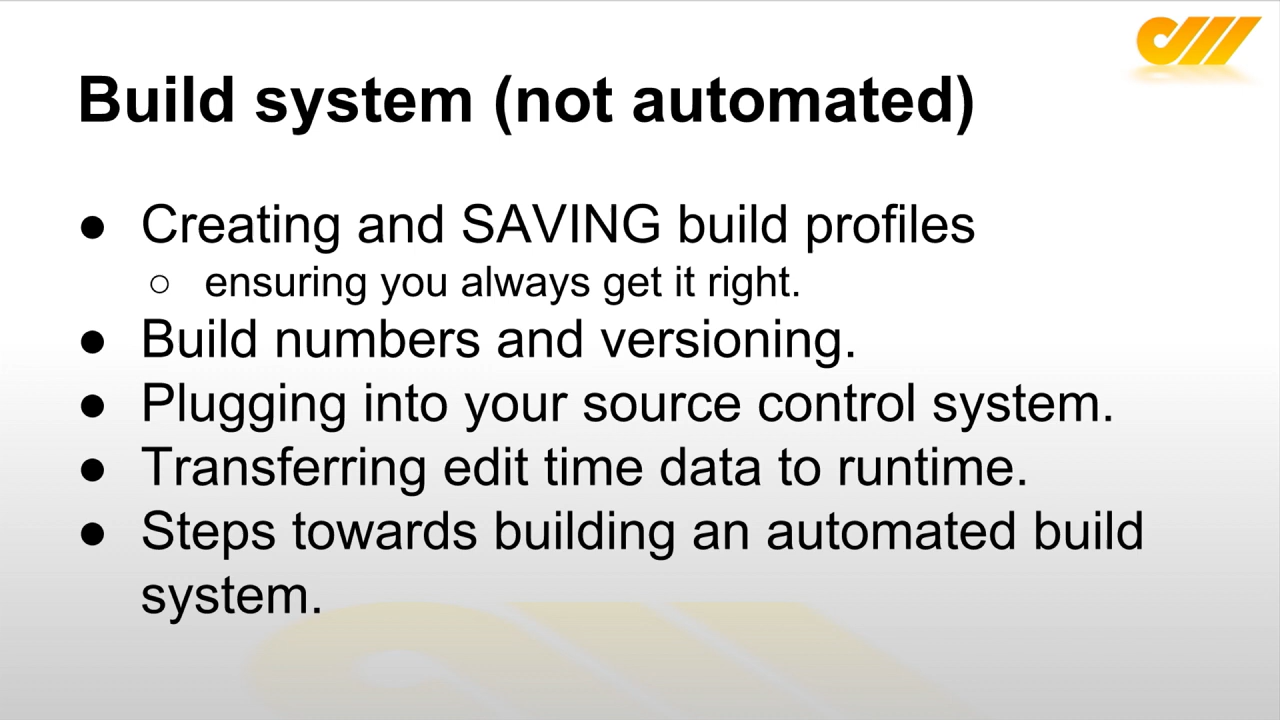 Build system (not automated)
● Creating and SAVING build profiles
○ ensuring you always get it right.
● Build numbers and versioning.
● Plugging into your source control system.
● Transferring edit time data to runtime.
● Steps towards building an automated build
system.